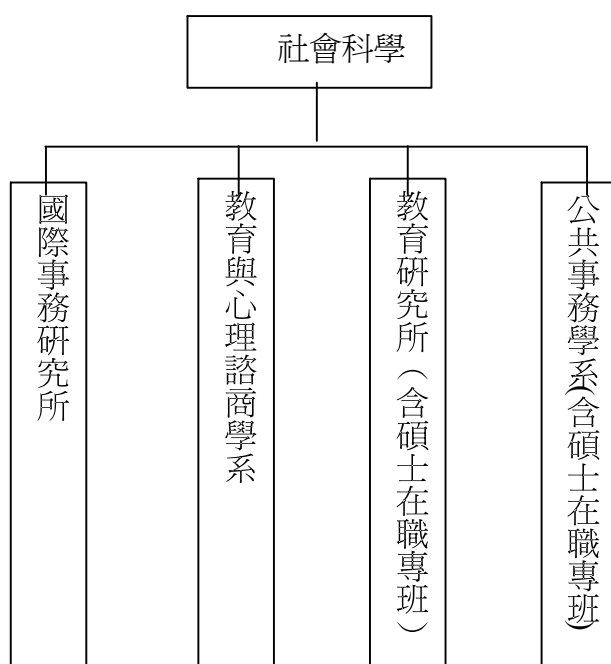 社會科學
國際事務研究所
教育與心理諮商學系
教育研究所（含碩士在職專班）
公共事務學系(含碩士在職專班)